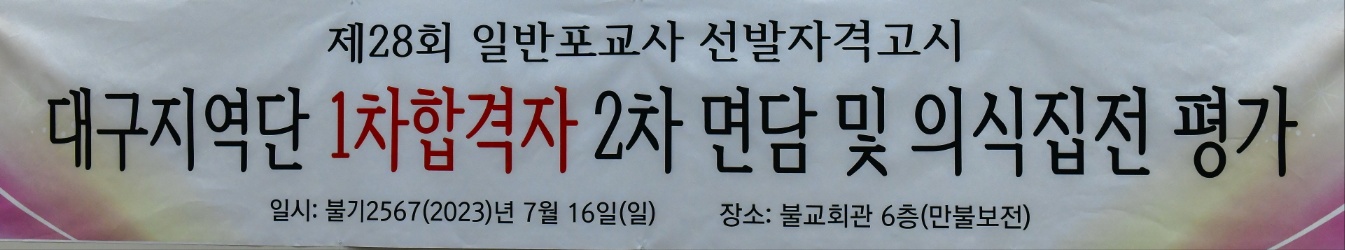 제28회 일반포교사 선발자격고시
대구지역단 1차합격자 2차 면담 및 의식집전 평가
일시: 불기2567(2023)년 7월 16일(일) 장소: 불교회관 6층(만불보전)